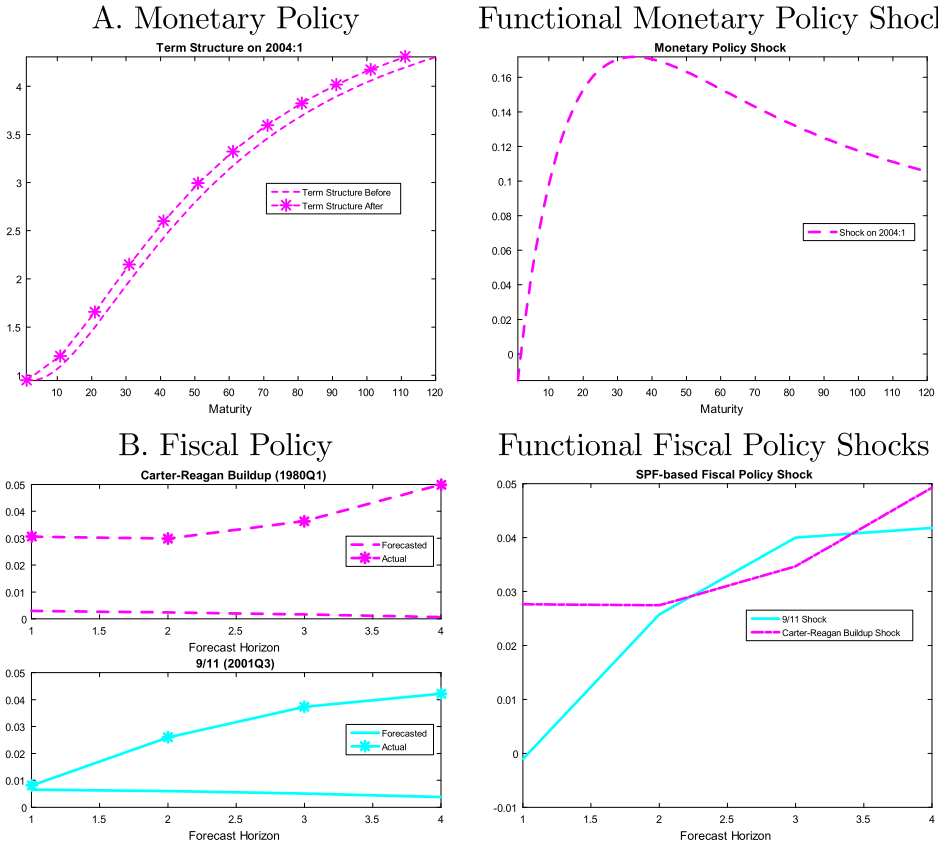 A. Monetary Policy
Functional Monetary Policy Shock
Term Structure on 2004:1
4
3.5
3
2.5
2
1.5
1
Term Structure Before
Term Structure After
10 20 30 40 50 60 70 80 90 100 110 120
Maturity
Monetary Policy Shock
0.16
0.14
0.12
0.1
0.08
0.06
0.04
0.02
0
Shock on 2004:1
10 20 30 40 50 60 70 80 90 100 110 120
Maturity
B. Fiscal Policy
Functional Fiscal Policy Shocks
Carter-Reagan Buildup (1980Q1)
0.05
0.04
0.03
0.02
0.01
0
Forecasted
Actual
1 1.5 2 2.5 3 3.5 4
Forecast Horizon
9/11 (2001Q3)
0.05
0.04
0.03
0.02
0.01
0
Forecasted
Actual
1 1.5 2 2.5 3 3.5 4
Forecast Horizon
SPF-based Fiscal Policy Shock
0.05
0.04
0.03
0.02
0.01
0
-0.01
9/11 Shock
Carter-Reagan Buildup Shock
1 1.5 2 2.5 3 3.5 4
Forecast Horizon